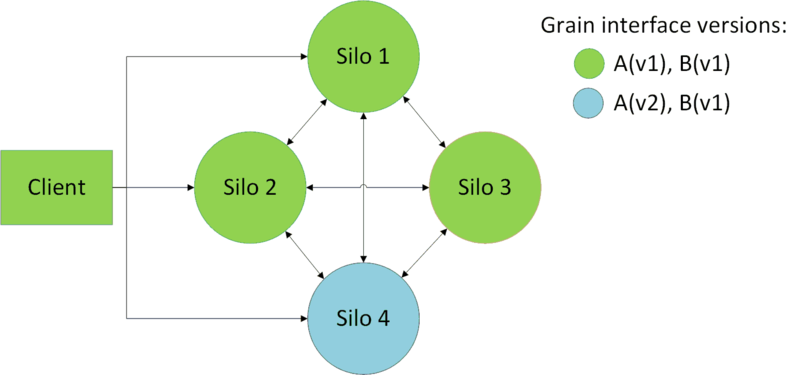 Grain interface versions:
A(v1), B(v1)
A(v2), B(v1)
Silo 1
Client
Silo 2
Silo 3
Silo 4